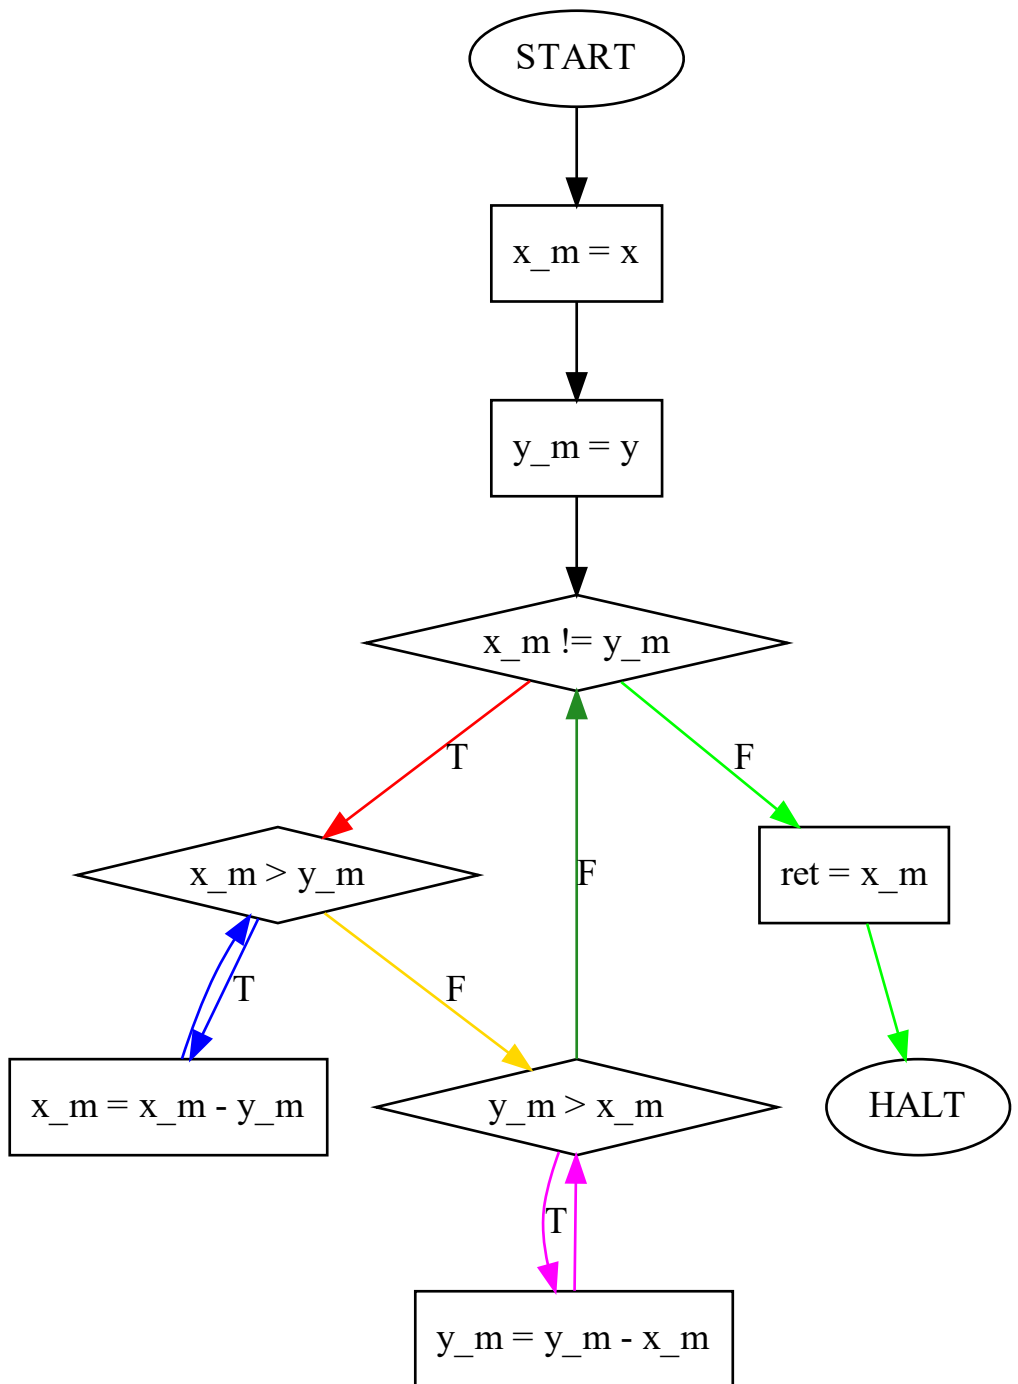 START
x_m = x
y_m = y
x_m != y_m
T
F
x_m > y_m
F
ret = x_m
T
F
x_m = x_m - y_m
y_m > x_m
HALT
T
y_m = y_m - x_m